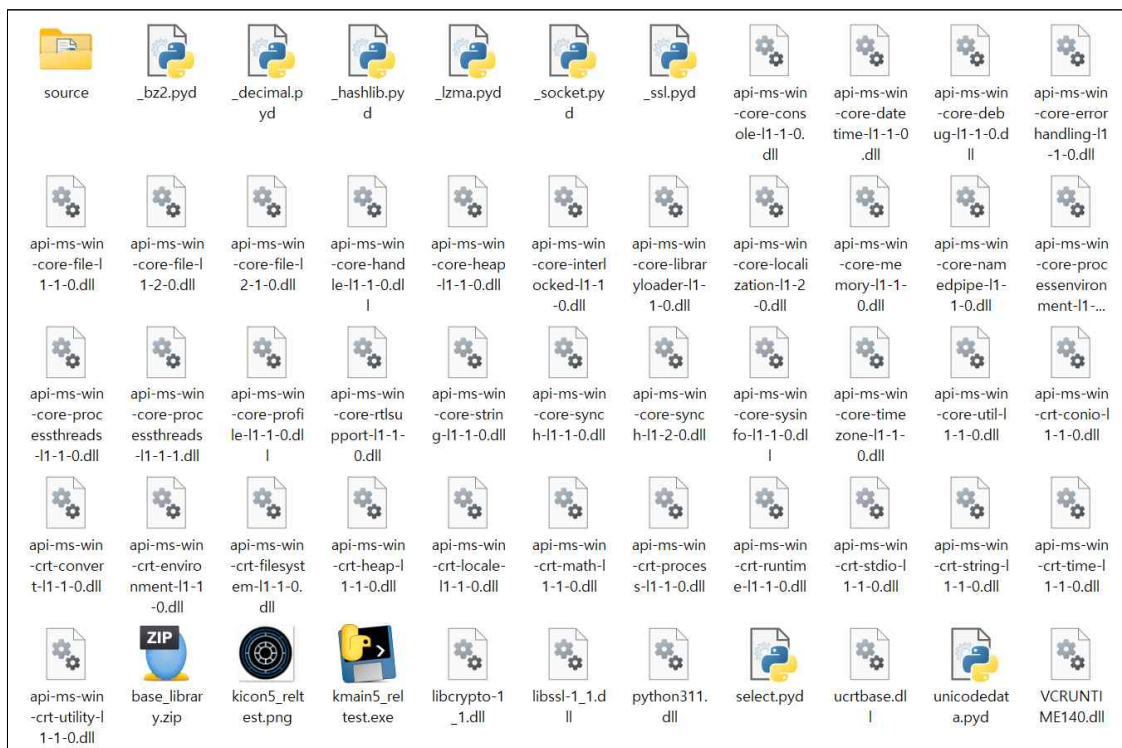 source
_bz2.pyd
_decimal.p
yd
_hashlib.py
d
_lzma.pyd
_socket.py
d
_ssl.pyd
api-ms-win
-core-cons
ole-l1-1-0.
dll
api-ms-win
-core-date
time-l1-1-0
.dll
api-ms-win
-core-deb
ug-l1-1-0.d
ll
api-ms-win
-core-error
handling-l1
-1-0.dll
api-ms-win
-core-file-l
1-1-0.dll
api-ms-win
-core-file-l
1-2-0.dll
api-ms-win
-core-file-l
2-1-0.dll
api-ms-win
-core-hand
le-l1-1-0.dl
l
api-ms-win
-core-heap
-l1-1-0.dll
api-ms-win
-core-interl
ocked-l1-1
-0.dll
api-ms-win
-core-librar
yloader-l1-
1-0.dll
api-ms-win
-core-locali
zation-l1-2
-0.dll
api-ms-win
-core-me
mory-l1-1-
0.dll
api-ms-win
-core-nam
edpipe-l1-
1-0.dll
api-ms-win
-core-proc
essenviron
ment-l1-...
api-ms-win
-core-proc
essthreads
-l1-1-0.dll
api-ms-win
-core-proc
essthreads
-l1-1-1.dll
api-ms-win
-core-profi
le-l1-1-0.dl
l
api-ms-win
-core-rtlsu
pport-l1-1-
0.dll
api-ms-win
-core-strin
g-l1-1-0.dll
api-ms-win
-core-sync
h-l1-1-0.dll
api-ms-win
-core-sync
h-l1-2-0.dll
api-ms-win
-core-sysin
fo-l1-1-0.dl
l
api-ms-win
-core-time
zone-l1-1-
0.dll
api-ms-win
-core-util-l
1-1-0.dll
api-ms-win
-crt-conio-l
1-1-0.dll
api-ms-win
-crt-conver
t-l1-1-0.dll
api-ms-win
-crt-enviro
nment-l1-1
-0.dll
api-ms-win
-crt-filesyst
em-l1-1-0.
dll
api-ms-win
-crt-heap-l
1-1-0.dll
api-ms-win
-crt-locale-
l1-1-0.dll
api-ms-win
-crt-math-l
1-1-0.dll
api-ms-win
-crt-proces
s-l1-1-0.dll
api-ms-win
-crt-runtim
e-l1-1-0.dll
api-ms-win
-crt-stdio-l
1-1-0.dll
api-ms-win
-crt-string-l
1-1-0.dll
api-ms-win
-crt-time-l
1-1-0.dll
api-ms-win
-crt-utility-l
1-1-0.dll
ZIP
base_librar
y.zip
kicon5_relt
est.png
kmain5_rel
test.exe
libcrypto-1
_1.dll
libssl-1_1.d
ll
python311.
dll
select.pyd
ucrtbase.dl
l
unicodedat
a.pyd
VCRUNTI
ME140.dll